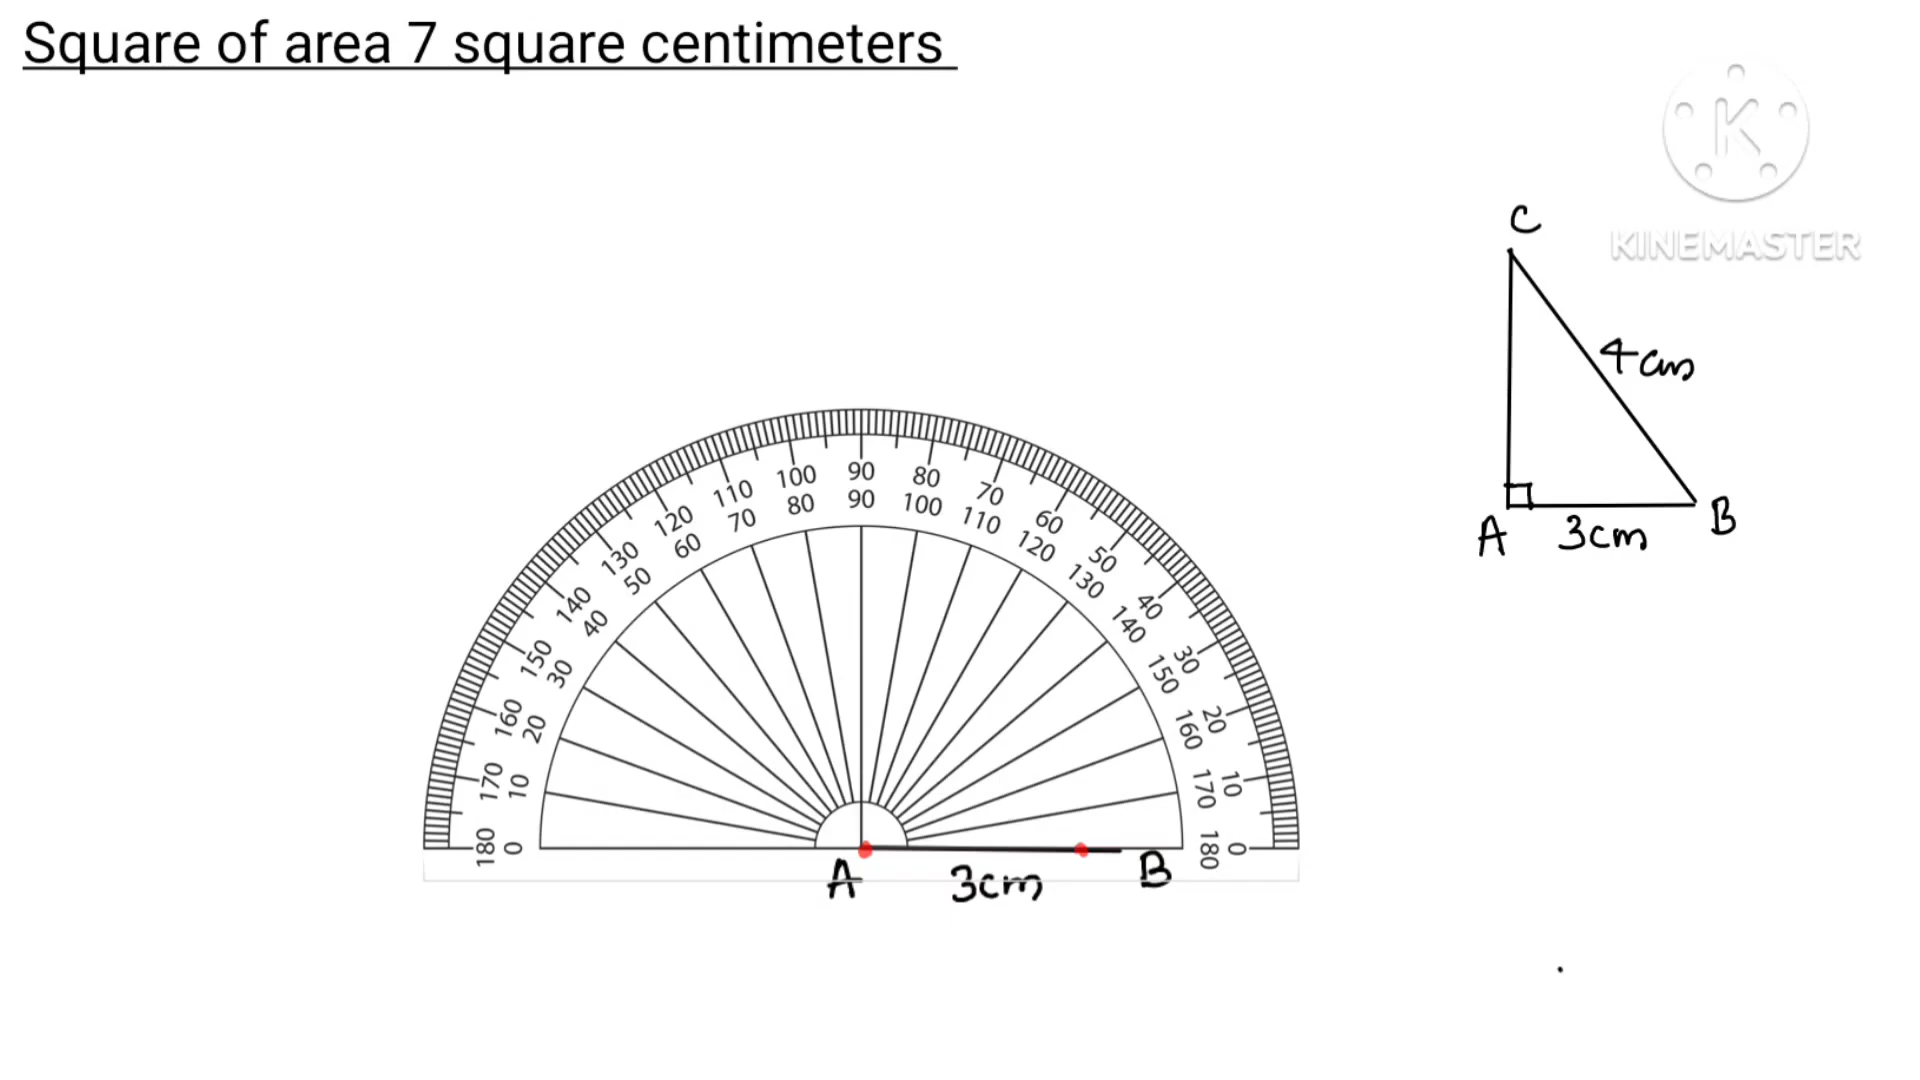 Square of area 7 square centimeters
K
KINEMASTER
C
4cm
A 3cm B
90
100 80
110 70
120 60
130 50
140 40
150 30
160 20
170 10
180 0
90
80 100
70 110
60 120
50 130
40 140
30 150
20 160
10 170
0 180
A 3cm B